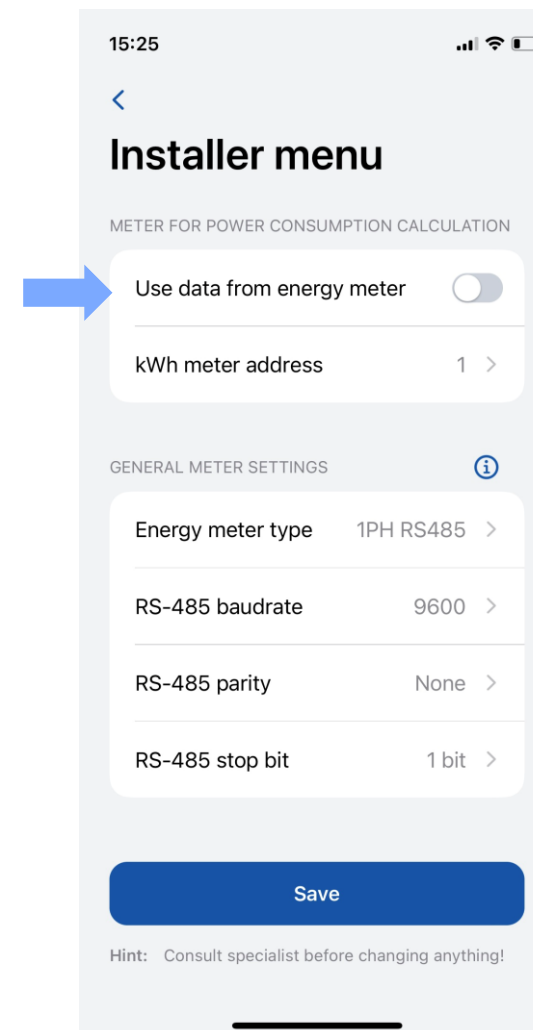 15:25
Installer menu
METER FOR POWER CONSUMPTION CALCULATION
Use data from energy meter
kWh meter address 1
GENERAL METER SETTINGS
Energy meter type 1PH RS485
RS-485 baudrate 9600
RS-485 parity None
RS-485 stop bit 1 bit
Save
Hint: Consult specialist before changing anything!